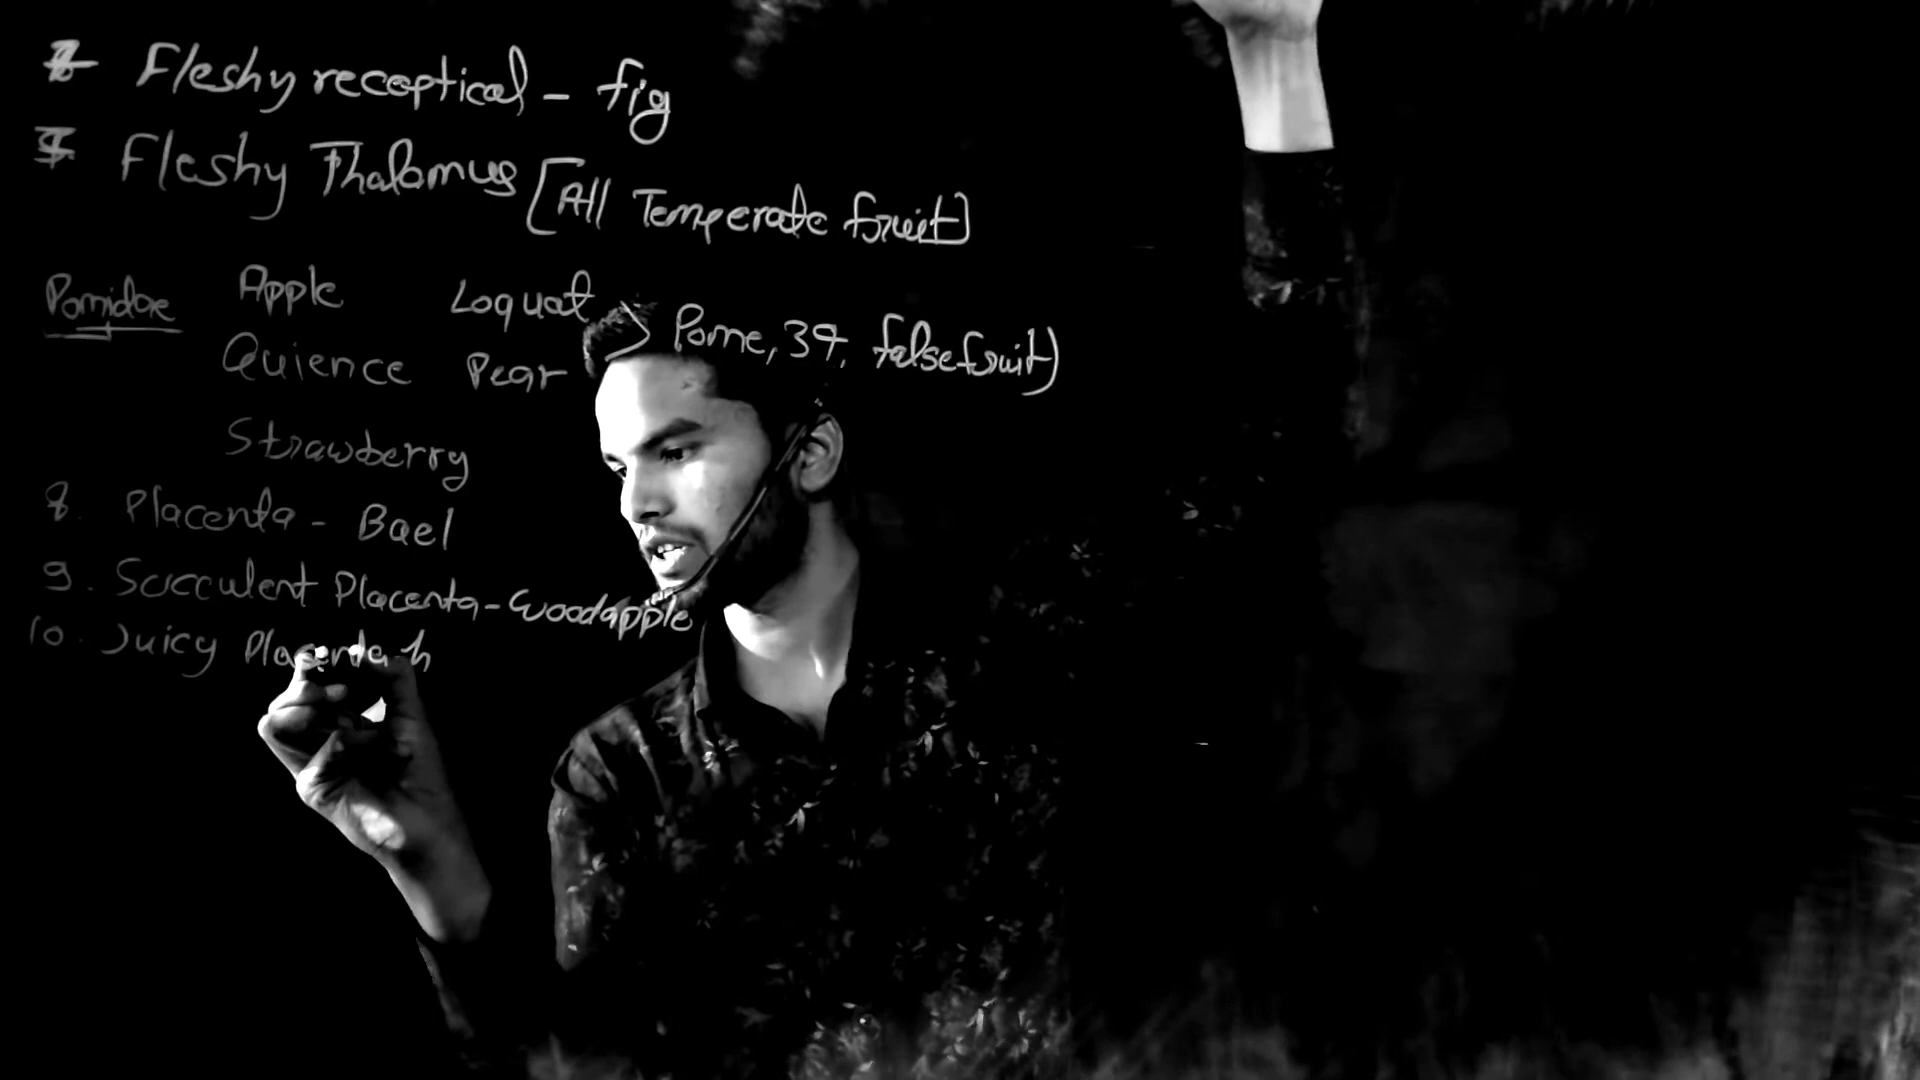 Fleshy receptical - fig
Fleshy Thalamus [All Temperate fruit]
Pomidae Apple Loquat
Quience Pear } Pome, 39, false fruit)
Strawberry
8. Placenta - Bael
9. Succulent Placenta - Woodapple
10. Juicy Placenta